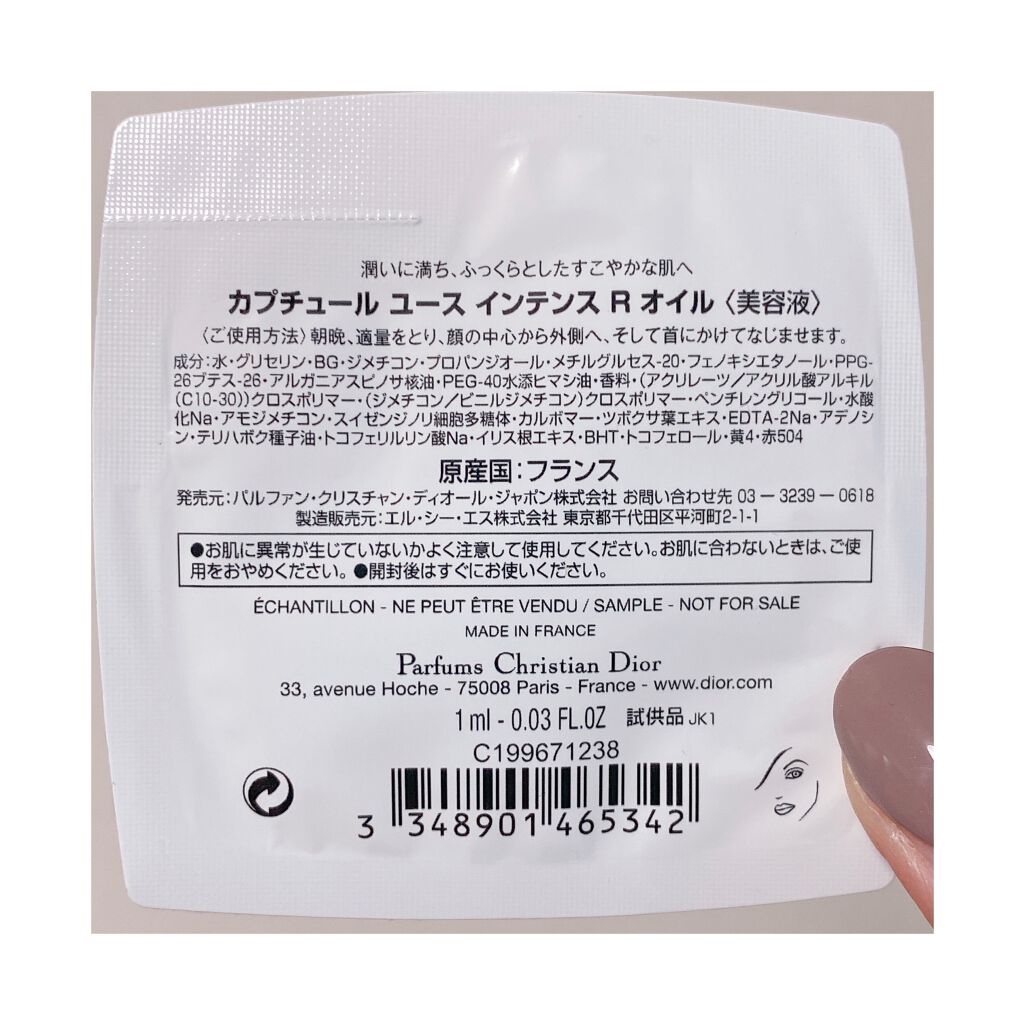 潤いに満ち、ふっくらとしたすこやかな肌へ
カプチュール ユース インテンス R オイル〈美容液〉
〈ご使用方法〉朝晩、適量をとり、顔の中心から外側へ、そして首にかけてなじませます。
成分：水・グリセリン・BG・ジメチコン・プロパンジオール・メチルグルセス-20・フェノキシエタノール・PPG-
26ブテス-26・アルガニアスピノサ核油・PEG-40水添ヒマシ油・香料・（アクリレーツ／アクリル酸アルキル
（C10-30））クロスポリマー・（ジメチコン／ビニルジメチコン）クロスポリマー・ペンチレングリコール・水酸
化Na・アモジメチコン・スイゼンジノリ細胞多糖体・カルボマー・ツボクサ葉エキス・EDTA-2Na・アデノシ
ン・テリハボク種子油・トコフェリルリン酸Na・イリス根エキス・BHT・トコフェロール・黄4・赤504
原産国：フランス
発売元：パルファン・クリスチャン・ディオール・ジャポン株式会社 お問い合わせ先 03 － 3239 － 0618
製造販売元：エル・シー・エス株式会社 東京都千代田区平河町2-1-1
●お肌に異常が生じていないかよく注意して使用してください。お肌に合わないときは、ご使
用をおやめください。 ●開封後はすぐにお使いください。
ÉCHANTILLON - NE PEUT ÊTRE VENDU / SAMPLE - NOT FOR SALE
MADE IN FRANCE
Parfums Christian Dior
33, avenue Hoche - 75008 Paris - France - www.dior.com
1 ml - 0.03 FL.OZ 試供品 JK1
C199671238
3 348901 465342